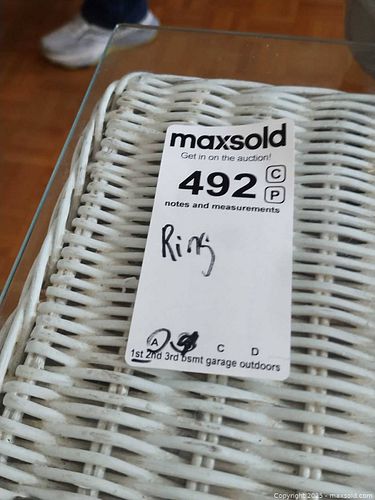 maxsold
Get in on the auction!
492 C
P
notes and measurements
Ring
A C D
1st 2nd 3rd bsmt garage outdoors
Copyright 2025 - maxsold.com